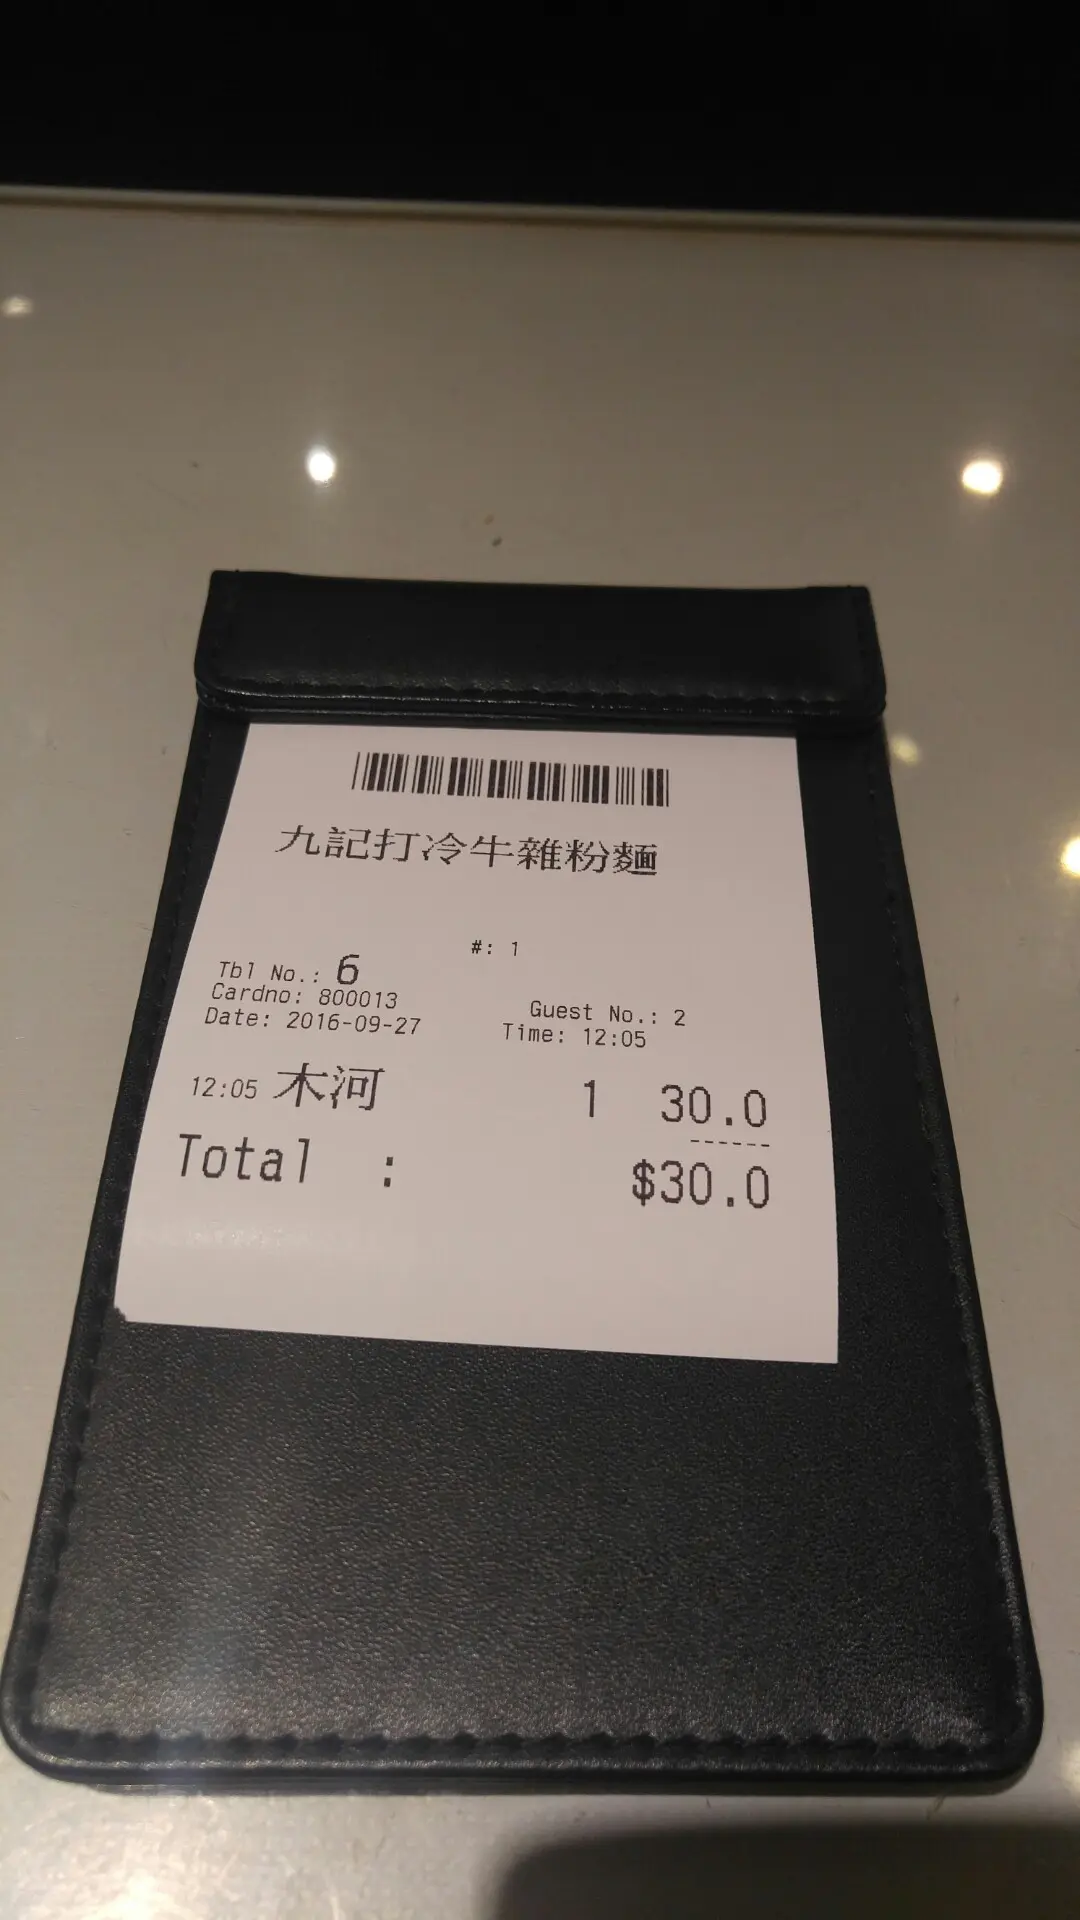 九記打冷牛雜粉麵
#: 1
Tbl No.: 6
Cardno: 800013 Guest No.: 2
Date: 2016-09-27 Time: 12:05
12:05 木河 1 30.0
------
Total : $30.0